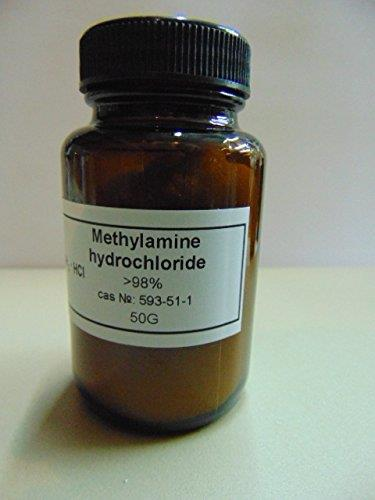 Methylamine
hydrochloride
HCl
>98%
cas №: 593-51-1
50G